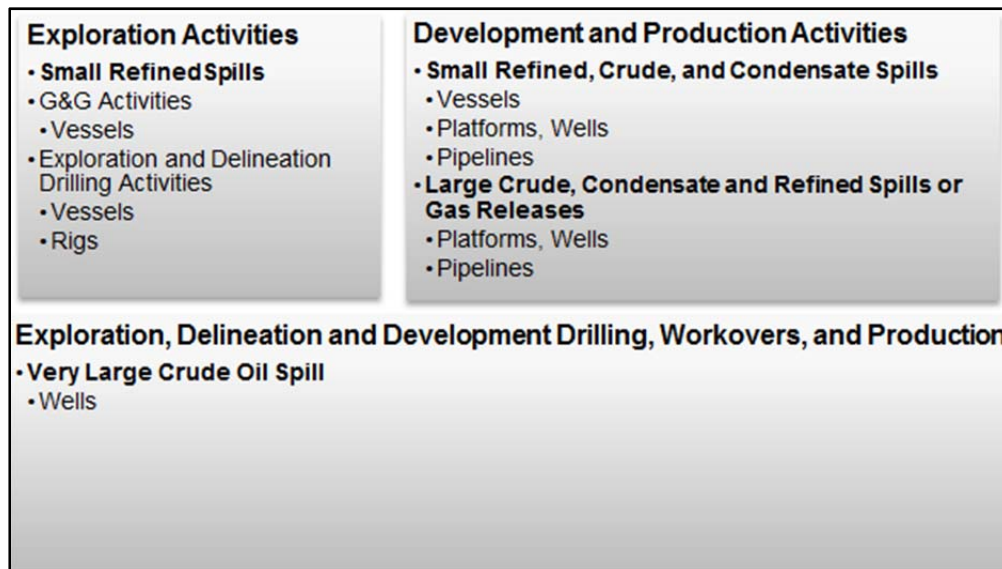 Exploration Activities
• Small Refined Spills
• G&G Activities
• Vessels
• Exploration and Delineation
Drilling Activities
• Vessels
• Rigs
Development and Production Activities
• Small Refined, Crude, and Condensate Spills
• Vessels
• Platforms, Wells
• Pipelines
• Large Crude, Condensate and Refined Spills or
Gas Releases
• Platforms, Wells
• Pipelines
Exploration, Delineation and Development Drilling, Workovers, and Production
• Very Large Crude Oil Spill
• Wells